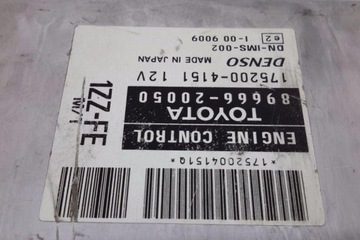 *1752004151Q*
ENGINE CONTROL
TOYOTA
89666-20050
175200-4151 12V
MADE IN JAPAN
DENSO
DN-IMS-002
e2 1-00 9009
1ZZ-FE
M/T